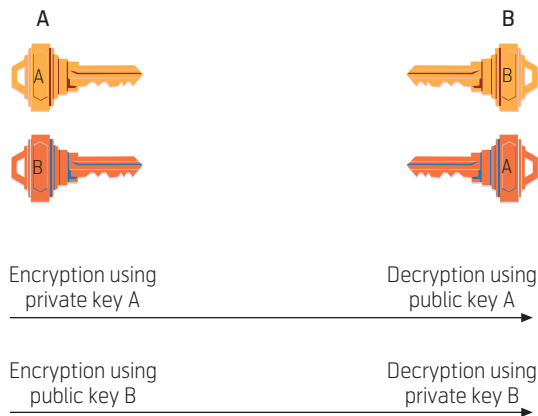 A B
A B
B A
Encryption using Decryption using
private key A public key A
Encryption using Decryption using
public key B private key B